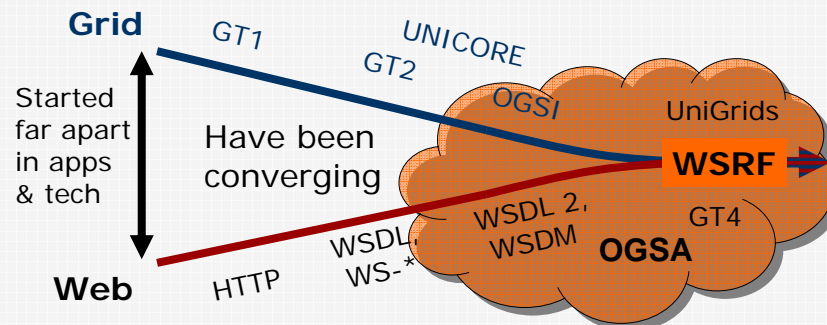 Grid
GT1
UNICORE
GT2
OGSI
UniGrids
Started
far apart
in apps
& tech
Have been
converging
WSRF
WSDL,
WS-*
WSDL 2,
WSDM
GT4
OGSA
HTTP
Web